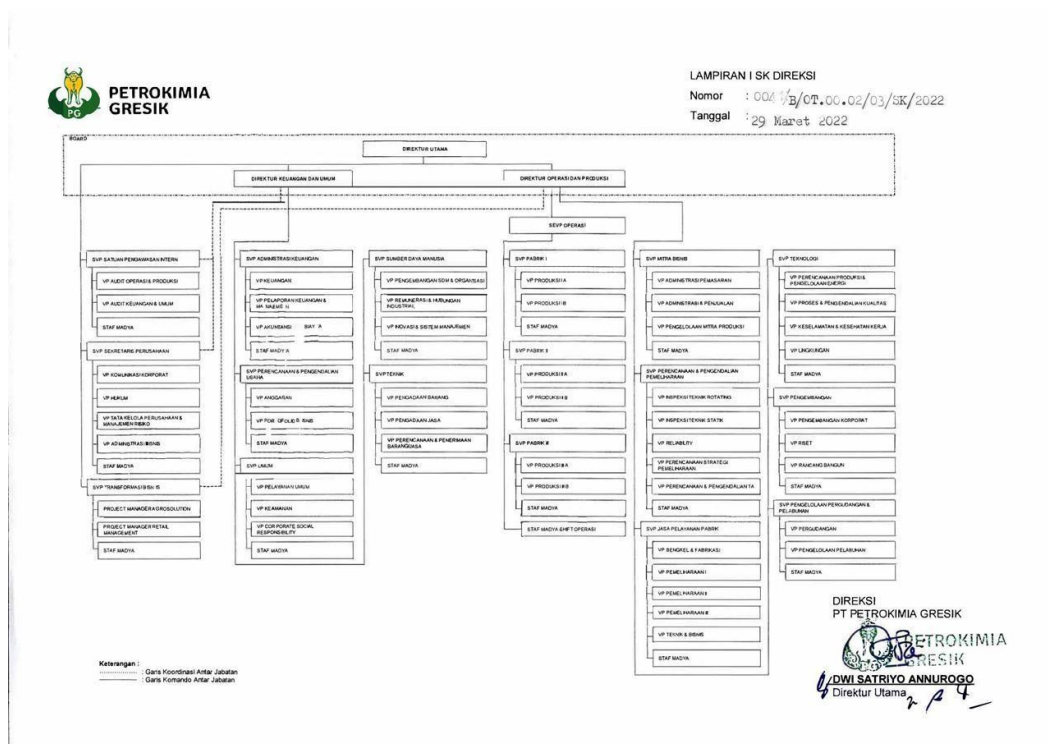 PETROKIMIA
GRESIK
PG
LAMPIRAN I SK DIREKSI
Nomor : 004 /B/OT.00.02/03/SK/2022
Tanggal : 29 Maret 2022
BOARD
DIREKTUR UTAMA
DIREKTUR KEUANGAN DAN UMUM
DIREKTUR OPERASI DAN PRODUKSI
SEVP OPERASI
SVP SATUAN PENGAWASAN INTERN
VP AUDIT OPERASI & PRODUKSI
VP AUDIT KEUANGAN & UMUM
STAF MADYA
SVP SEKRETARIS PERUSAHAAN
VP KOMUNIKASI KORPORAT
VP HUKUM
VP TATA KELOLA PERUSAHAAN &
MANAJEMEN RISIKO
VP ADMINISTRASI BISNIS
STAF MADYA
SVP TRANSFORMASI BISNIS
PROJECT MANAGER AGROSOLUTION
PROJECT MANAGER RETAIL
MANAGEMENT
STAF MADYA
SVP ADMINISTRASI KEUANGAN
VP KEUANGAN
VP PELAPORAN KEUANGAN &
VP AKUNTANSI
STAF MADYA
SVP PERENCANAAN & PENGENDALIAN
USAHA
VP ANGGARAN
STAF MADYA
SVP UMUM
VP PELAYANAN UMUM
VP KEAMANAN
VP CORPORATE SOCIAL
RESPONSIBILITY
STAF MADYA
SVP SUMBER DAYA MANUSIA
VP PENGEMBANGAN SDM & ORGANISASI
VP REMUNERASI & HUBUNGAN
INDUSTRIAL
VP INOVASI & SISTEM MANAJEMEN
STAF MADYA
SVP TEKNIK
VP PENGADAAN BARANG
VP PENGADAAN JASA
VP PERENCANAAN & PENERIMAAN
BARANG/JASA
STAF MADYA
SVP PABRIK I
VP PRODUKSI I A
VP PRODUKSI I B
STAF MADYA
SVP PABRIK II
VP PRODUKSI II A
VP PRODUKSI II B
STAF MADYA
SVP PABRIK III
VP PRODUKSI III A
VP PRODUKSI III B
STAF MADYA
STAF MADYA SHIFT OPERASI
SVP MITRA BISNIS
VP ADMINISTRASI PEMASARAN
VP ADMINISTRASI & PENJUALAN
VP PENGELOLAAN MITRA PRODUKSI
STAF MADYA
SVP PERENCANAAN & PENGENDALIAN
PEMELIHARAAN
VP INSPEKSI TEKNIK ROTATING
VP INSPEKSI TEKNIK STATIK
VP RELIABILITY
VP PERENCANAAN STRATEGI
PEMELIHARAAN
VP PERENCANAAN & PENGENDALIAN TA
STAF MADYA
SVP JASA PELAYANAN PABRIK
VP BENGKEL & FABRIKASI
VP PEMELIHARAAN I
VP PEMELIHARAAN II
VP PEMELIHARAAN III
VP TEKNIK & BISNIS
STAF MADYA
SVP TEKNOLOGI
VP PERENCANAAN PRODUKSI &
PENGELOLAAN ENERGI
VP PROSES & PENGENDALIAN KUALITAS
VP KESELAMATAN & KESEHATAN KERJA
VP LINGKUNGAN
STAF MADYA
SVP PENGEMBANGAN
VP PENGEMBANGAN KORPORAT
VP RISET
VP RANCANG BANGUN
STAF MADYA
SVP PENGELOLAAN PERGUDANGAN &
PELABUHAN
VP PERGUDANGAN
VP PENGELOLAAN PELABUHAN
STAF MADYA
Keterangan :
: Garis Koordinasi Antar Jabatan
: Garis Komando Antar Jabatan
DIREKSI
PT PETROKIMIA GRESIK
PETROKIMIA
GRESIK
DWI SATRIYO ANNUROGO
Direktur Utama